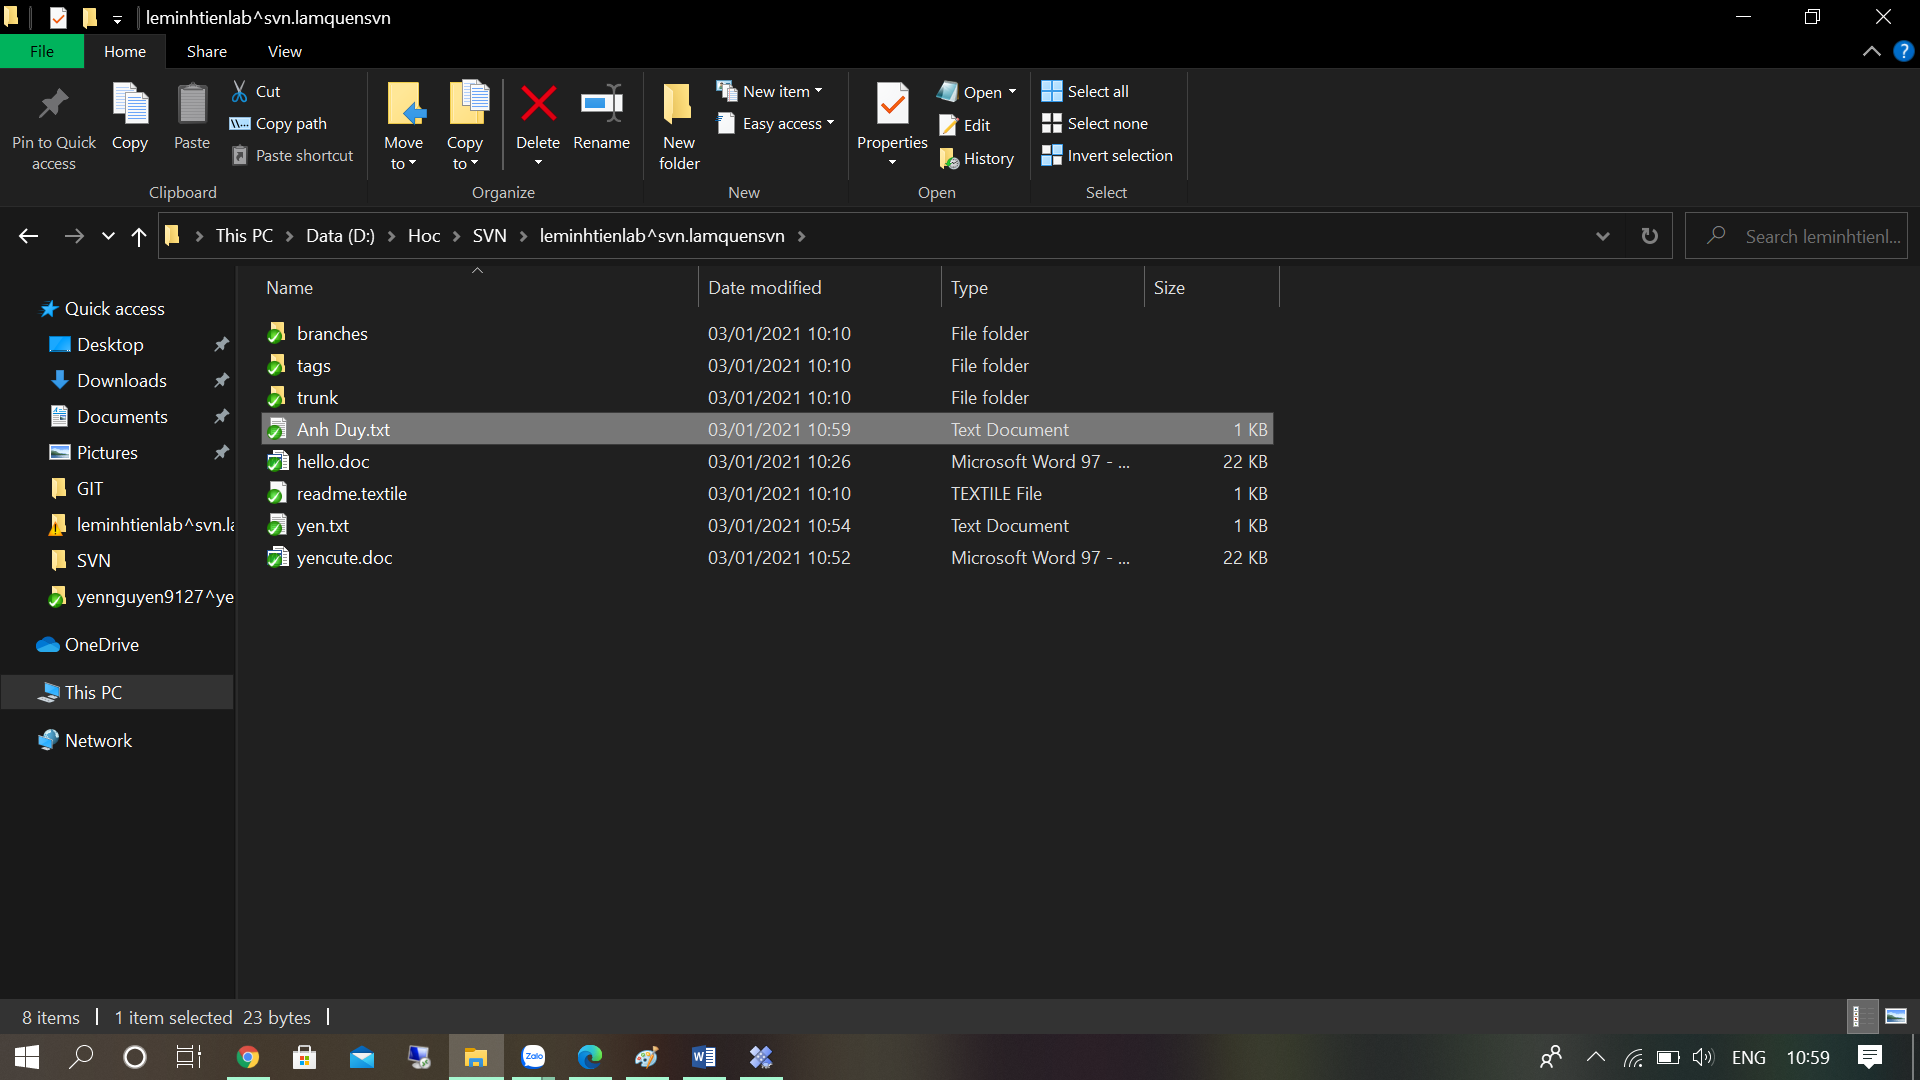 leminhtienlab^svn.lamquensvn
File Home Share View
Pin to Quick access
Copy
Paste
Cut
Copy path
Paste shortcut
Clipboard
Move to
Copy to
Delete
Rename
Organize
New folder
New item
Easy access
New
Properties
Open
Edit
History
Open
Select all
Select none
Invert selection
Select
This PC Data (D:) Hoc SVN leminhtienlab^svn.lamquensvn
Search leminhtienl...
Quick access
Desktop
Downloads
Documents
Pictures
GIT
leminhtienlab^svn.la
SVN
yennguyen9127^ye
OneDrive
This PC
Network
Name Date modified Type Size
branches 03/01/2021 10:10 File folder
tags 03/01/2021 10:10 File folder
trunk 03/01/2021 10:10 File folder
Anh Duy.txt 03/01/2021 10:59 Text Document 1 KB
hello.doc 03/01/2021 10:26 Microsoft Word 97 - ... 22 KB
readme.textile 03/01/2021 10:10 TEXTILE File 1 KB
yen.txt 03/01/2021 10:54 Text Document 1 KB
yencute.doc 03/01/2021 10:52 Microsoft Word 97 - ... 22 KB
8 items 1 item selected 23 bytes
Zalo
ENG 10:59